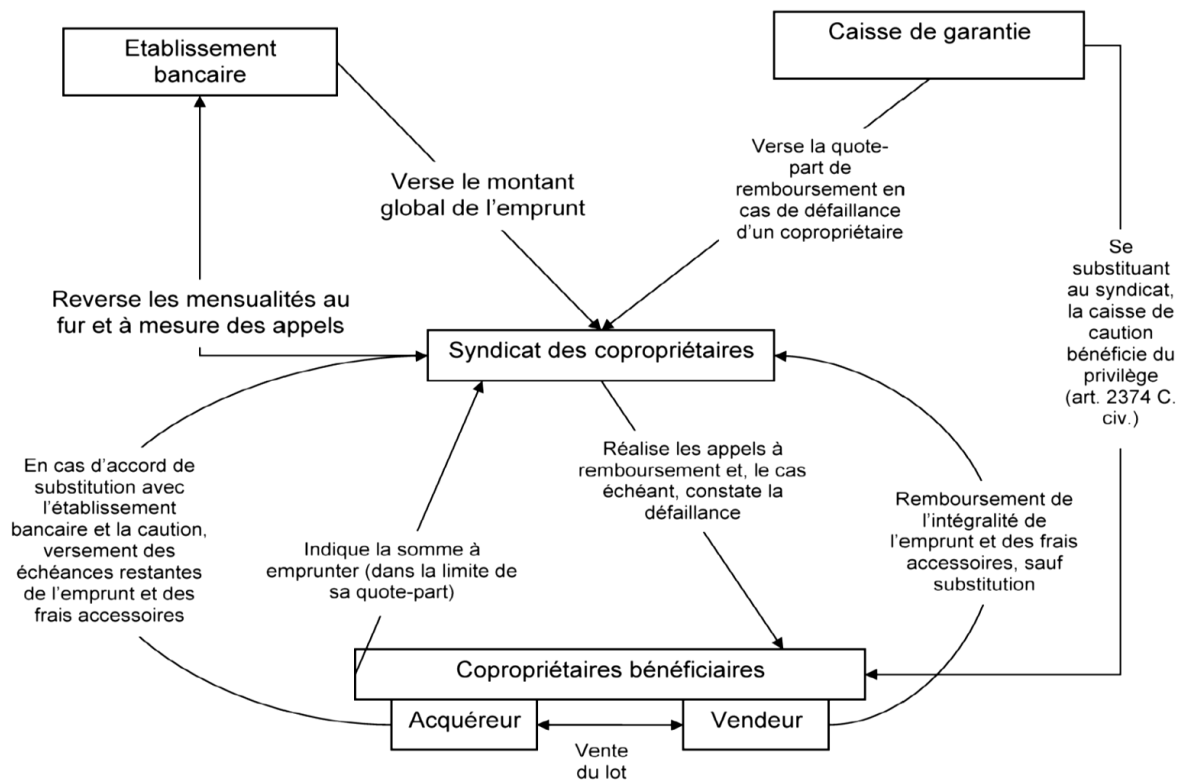 Etablissement
bancaire
Caisse de garantie
Verse le montant
global de l'emprunt
Verse la quote-
part de
remboursement en
cas de défaillance
d'un copropriétaire
Se
substituant
au syndicat,
la caisse de
caution
bénéficie du
privilège
(art. 2374 C.
civ.)
Reverse les mensualités au
fur et à mesure des appels
Syndicat des copropriétaires
En cas d'accord de
substitution avec
l'établissement
bancaire et la caution,
versement des
échéances restantes
de l'emprunt et des
frais accessoires
Indique la somme à
emprunter (dans la limite de
sa quote-part)
Réalise les appels à
remboursement et, le cas
échéant, constate la
défaillance
Remboursement de
l'intégralité de
l'emprunt et des frais
accessoires, sauf
substitution
Copropriétaires bénéficiaires
Acquéreur
Vendeur
Vente
du lot